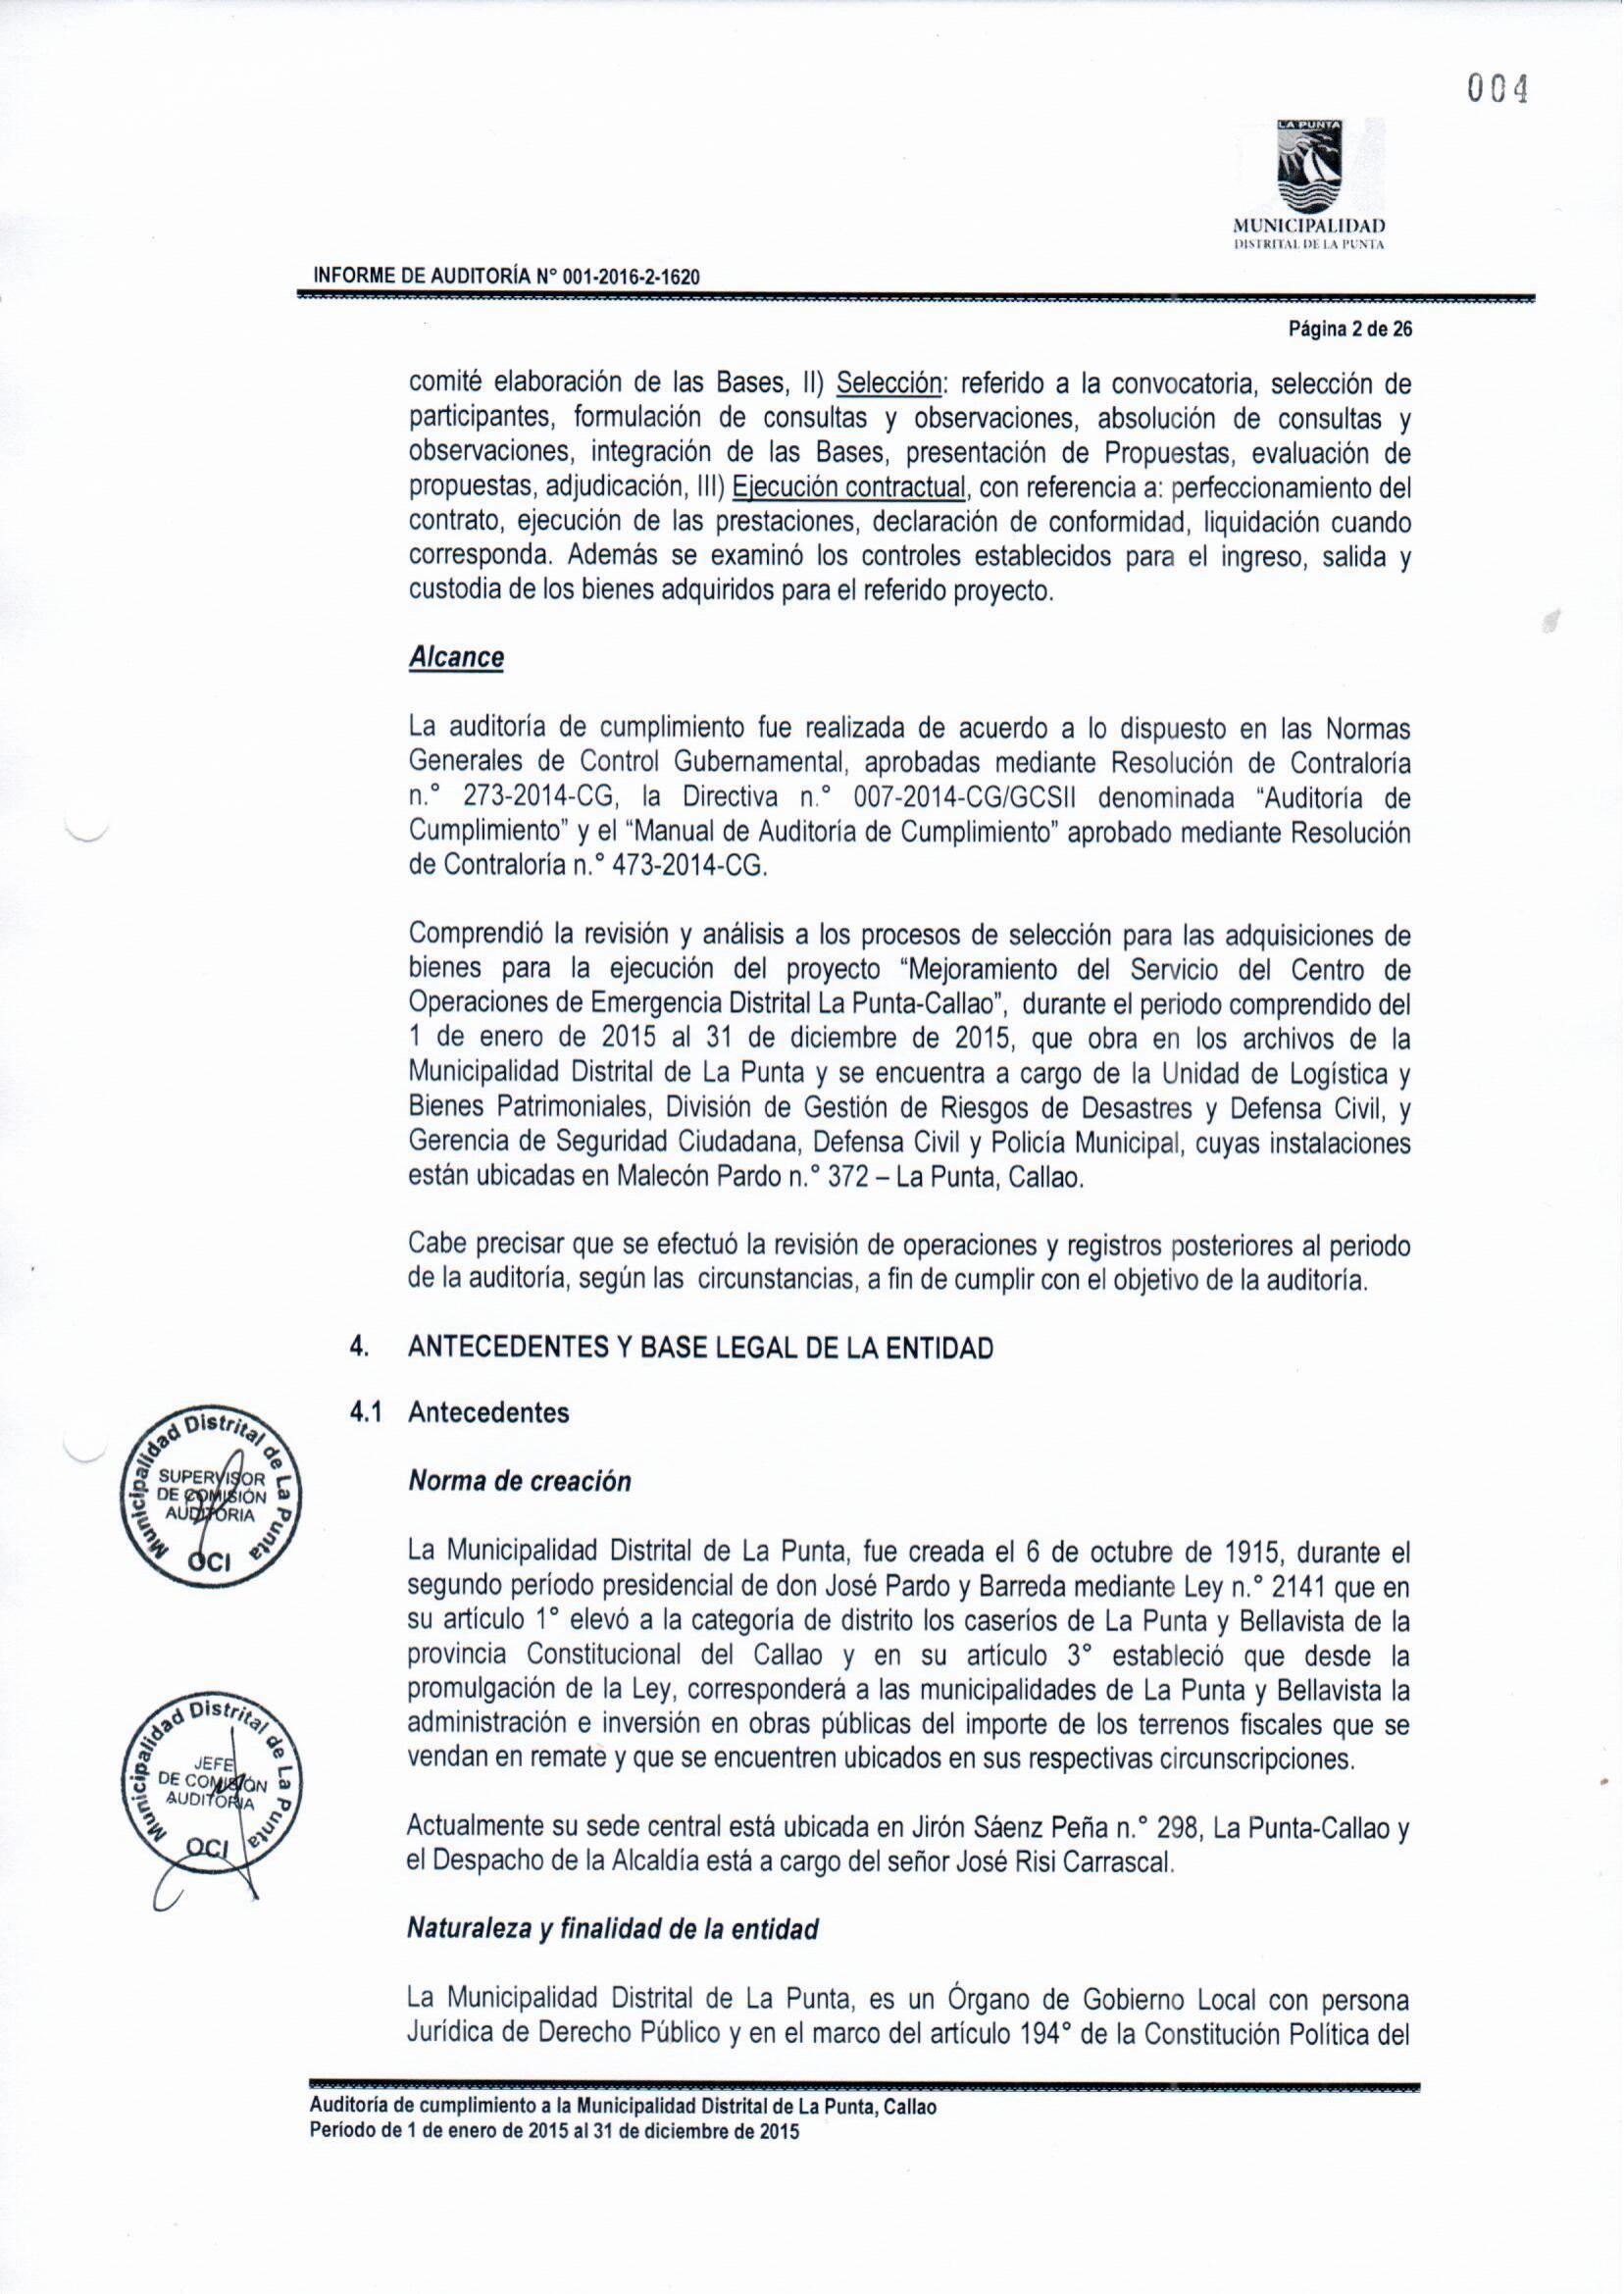 004
LA PUNTA
MUNICIPALIDAD
DISTRITAL DE LA PUNTA
INFORME DE AUDITORÍA N° 001-2016-2-1620
Página 2 de 26
comité elaboración de las Bases, II) Selección: referido a la convocatoria, selección de
participantes, formulación de consultas y observaciones, absolución de consultas y
observaciones, integración de las Bases, presentación de Propuestas, evaluación de
propuestas, adjudicación, III) Ejecución contractual, con referencia a: perfeccionamiento del
contrato, ejecución de las prestaciones, declaración de conformidad, liquidación cuando
corresponda. Además se examinó los controles establecidos para el ingreso, salida y
custodia de los bienes adquiridos para el referido proyecto.
Alcance
La auditoría de cumplimiento fue realizada de acuerdo a lo dispuesto en las Normas
Generales de Control Gubernamental, aprobadas mediante Resolución de Contraloría
n.° 273-2014-CG, la Directiva n.° 007-2014-CG/GCSII denominada “Auditoría de
Cumplimiento” y el “Manual de Auditoría de Cumplimiento” aprobado mediante Resolución
de Contraloría n.° 473-2014-CG.
Comprendió la revisión y análisis a los procesos de selección para las adquisiciones de
bienes para la ejecución del proyecto “Mejoramiento del Servicio del Centro de
Operaciones de Emergencia Distrital La Punta-Callao”, durante el periodo comprendido del
1 de enero de 2015 al 31 de diciembre de 2015, que obra en los archivos de la
Municipalidad Distrital de La Punta y se encuentra a cargo de la Unidad de Logística y
Bienes Patrimoniales, División de Gestión de Riesgos de Desastres y Defensa Civil, y
Gerencia de Seguridad Ciudadana, Defensa Civil y Policía Municipal, cuyas instalaciones
están ubicadas en Malecón Pardo n.° 372 – La Punta, Callao.
Cabe precisar que se efectuó la revisión de operaciones y registros posteriores al periodo
de la auditoría, según las circunstancias, a fin de cumplir con el objetivo de la auditoría.
4. ANTECEDENTES Y BASE LEGAL DE LA ENTIDAD
4.1 Antecedentes
Norma de creación
La Municipalidad Distrital de La Punta, fue creada el 6 de octubre de 1915, durante el
segundo período presidencial de don José Pardo y Barreda mediante Ley n.° 2141 que en
su artículo 1° elevó a la categoría de distrito los caseríos de La Punta y Bellavista de la
provincia Constitucional del Callao y en su artículo 3° estableció que desde la
promulgación de la Ley, corresponderá a las municipalidades de La Punta y Bellavista la
administración e inversión en obras públicas del importe de los terrenos fiscales que se
vendan en remate y que se encuentren ubicados en sus respectivas circunscripciones.
Actualmente su sede central está ubicada en Jirón Sáenz Peña n.° 298, La Punta-Callao y
el Despacho de la Alcaldía está a cargo del señor José Risi Carrascal.
Naturaleza y finalidad de la entidad
La Municipalidad Distrital de La Punta, es un Órgano de Gobierno Local con persona
Jurídica de Derecho Público y en el marco del artículo 194° de la Constitución Política del
Municipalidad Distrital de La Punta
SUPERVISOR
DE COMISIÓN
AUDITORIA
OCI
Municipalidad Distrital de La Punta
JEFE
DE COMISIÓN
AUDITORIA
OCI
Auditoría de cumplimiento a la Municipalidad Distrital de La Punta, Callao
Período de 1 de enero de 2015 al 31 de diciembre de 2015